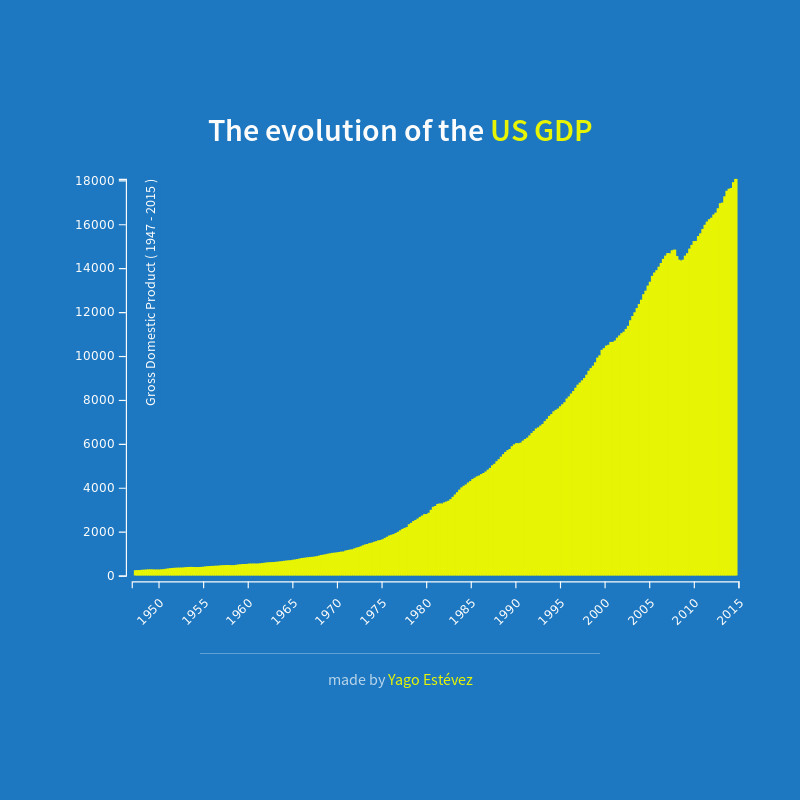 The evolution of the US GDP
Gross Domestic Product ( 1947 - 2015 )
18000
16000
14000
12000
10000
8000
6000
4000
2000
0
1950 1955 1960 1965 1970 1975 1980 1985 1990 1995 2000 2005 2010 2015
made by Yago Estévez